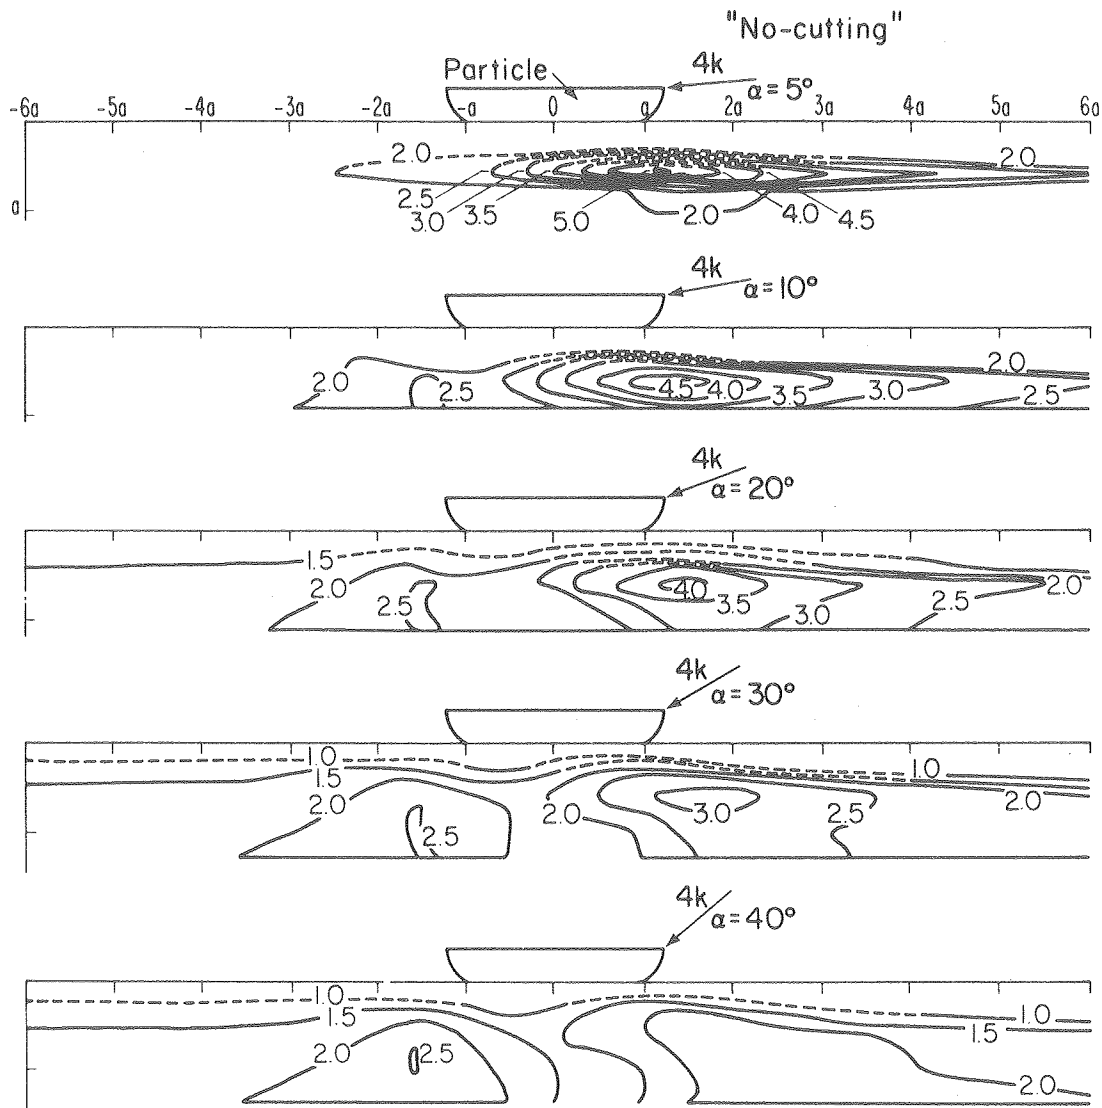 "No-cutting"
Particle
4k
α=5°
-6a -5a -4a -3a -2a -a 0 a 2a 3a 4a 5a 6a
2.0 2.0
2.5
3.0 3.5 5.0 2.0 4.0 4.5
a
4k
α=10°
2.0
2.0 2.5 4.5 4.0 3.5 3.0 2.5
4k
α=20°
1.5
2.0 2.5 4.0 3.5 3.0 2.5 2.0
4k
α=30°
1.0 1.0
1.5
2.0 2.0 3.0 2.5 2.0
2.5
4k
α=40°
1.0 1.0
1.5 1.5
2.0 2.5 2.0